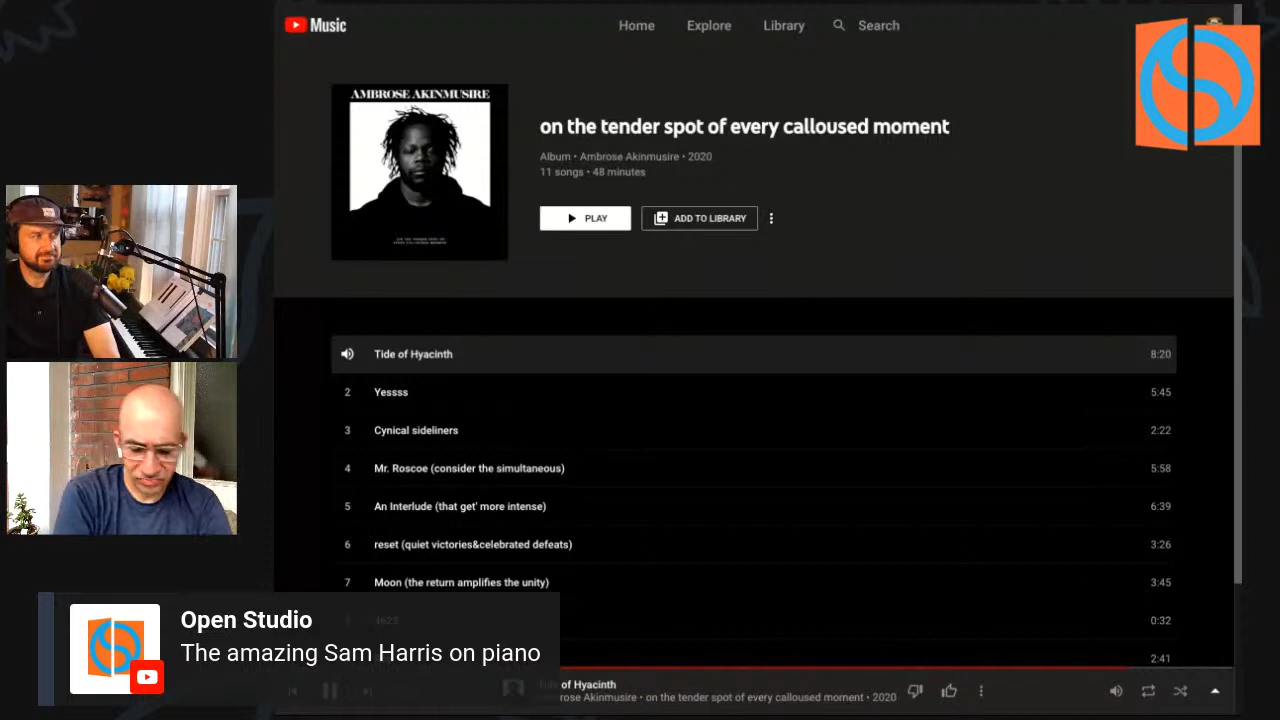 Music
Home
Explore
Library
Search
AMBROSE AKINMUSIRE
on the tender spot of every calloused moment
Album • Ambrose Akinmusire • 2020
11 songs • 48 minutes
PLAY
ADD TO LIBRARY
Tide of Hyacinth 8:20
2 Yessss 5:45
3 Cynical sideliners 2:22
4 Mr. Roscoe (consider the simultaneous) 5:58
5 An Interlude (that get' more intense) 6:39
6 reset (quiet victories&celebrated defeats) 3:26
7 Moon (the return amplifies the unity) 3:45
0:32
2:41
Open Studio
The amazing Sam Harris on piano
of Hyacinth
Akinmusire • on the tender spot of every calloused moment • 2020